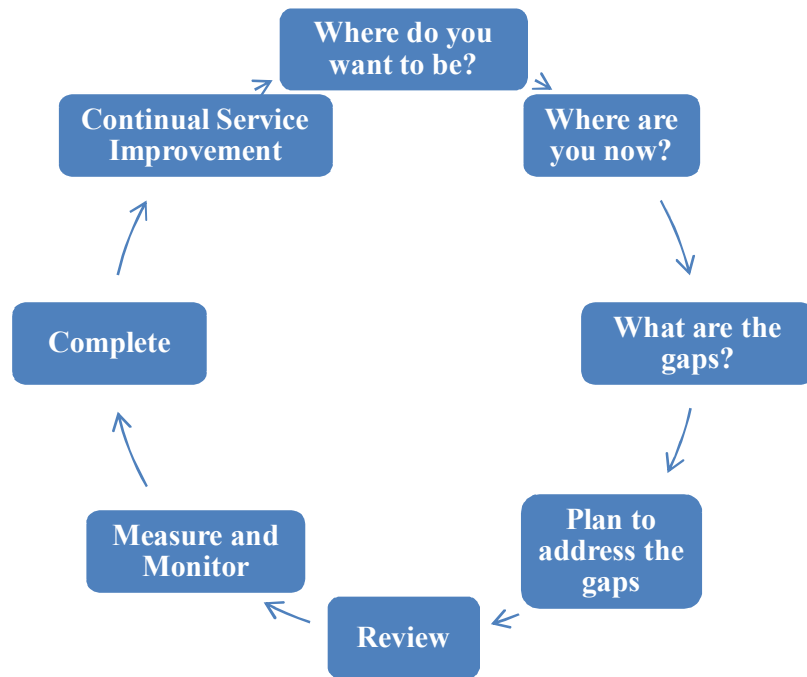 Where do you
want to be?
Where are
you now?
What are the
gaps?
Plan to
address the
gaps
Review
Measure and
Monitor
Complete
Continual Service
Improvement